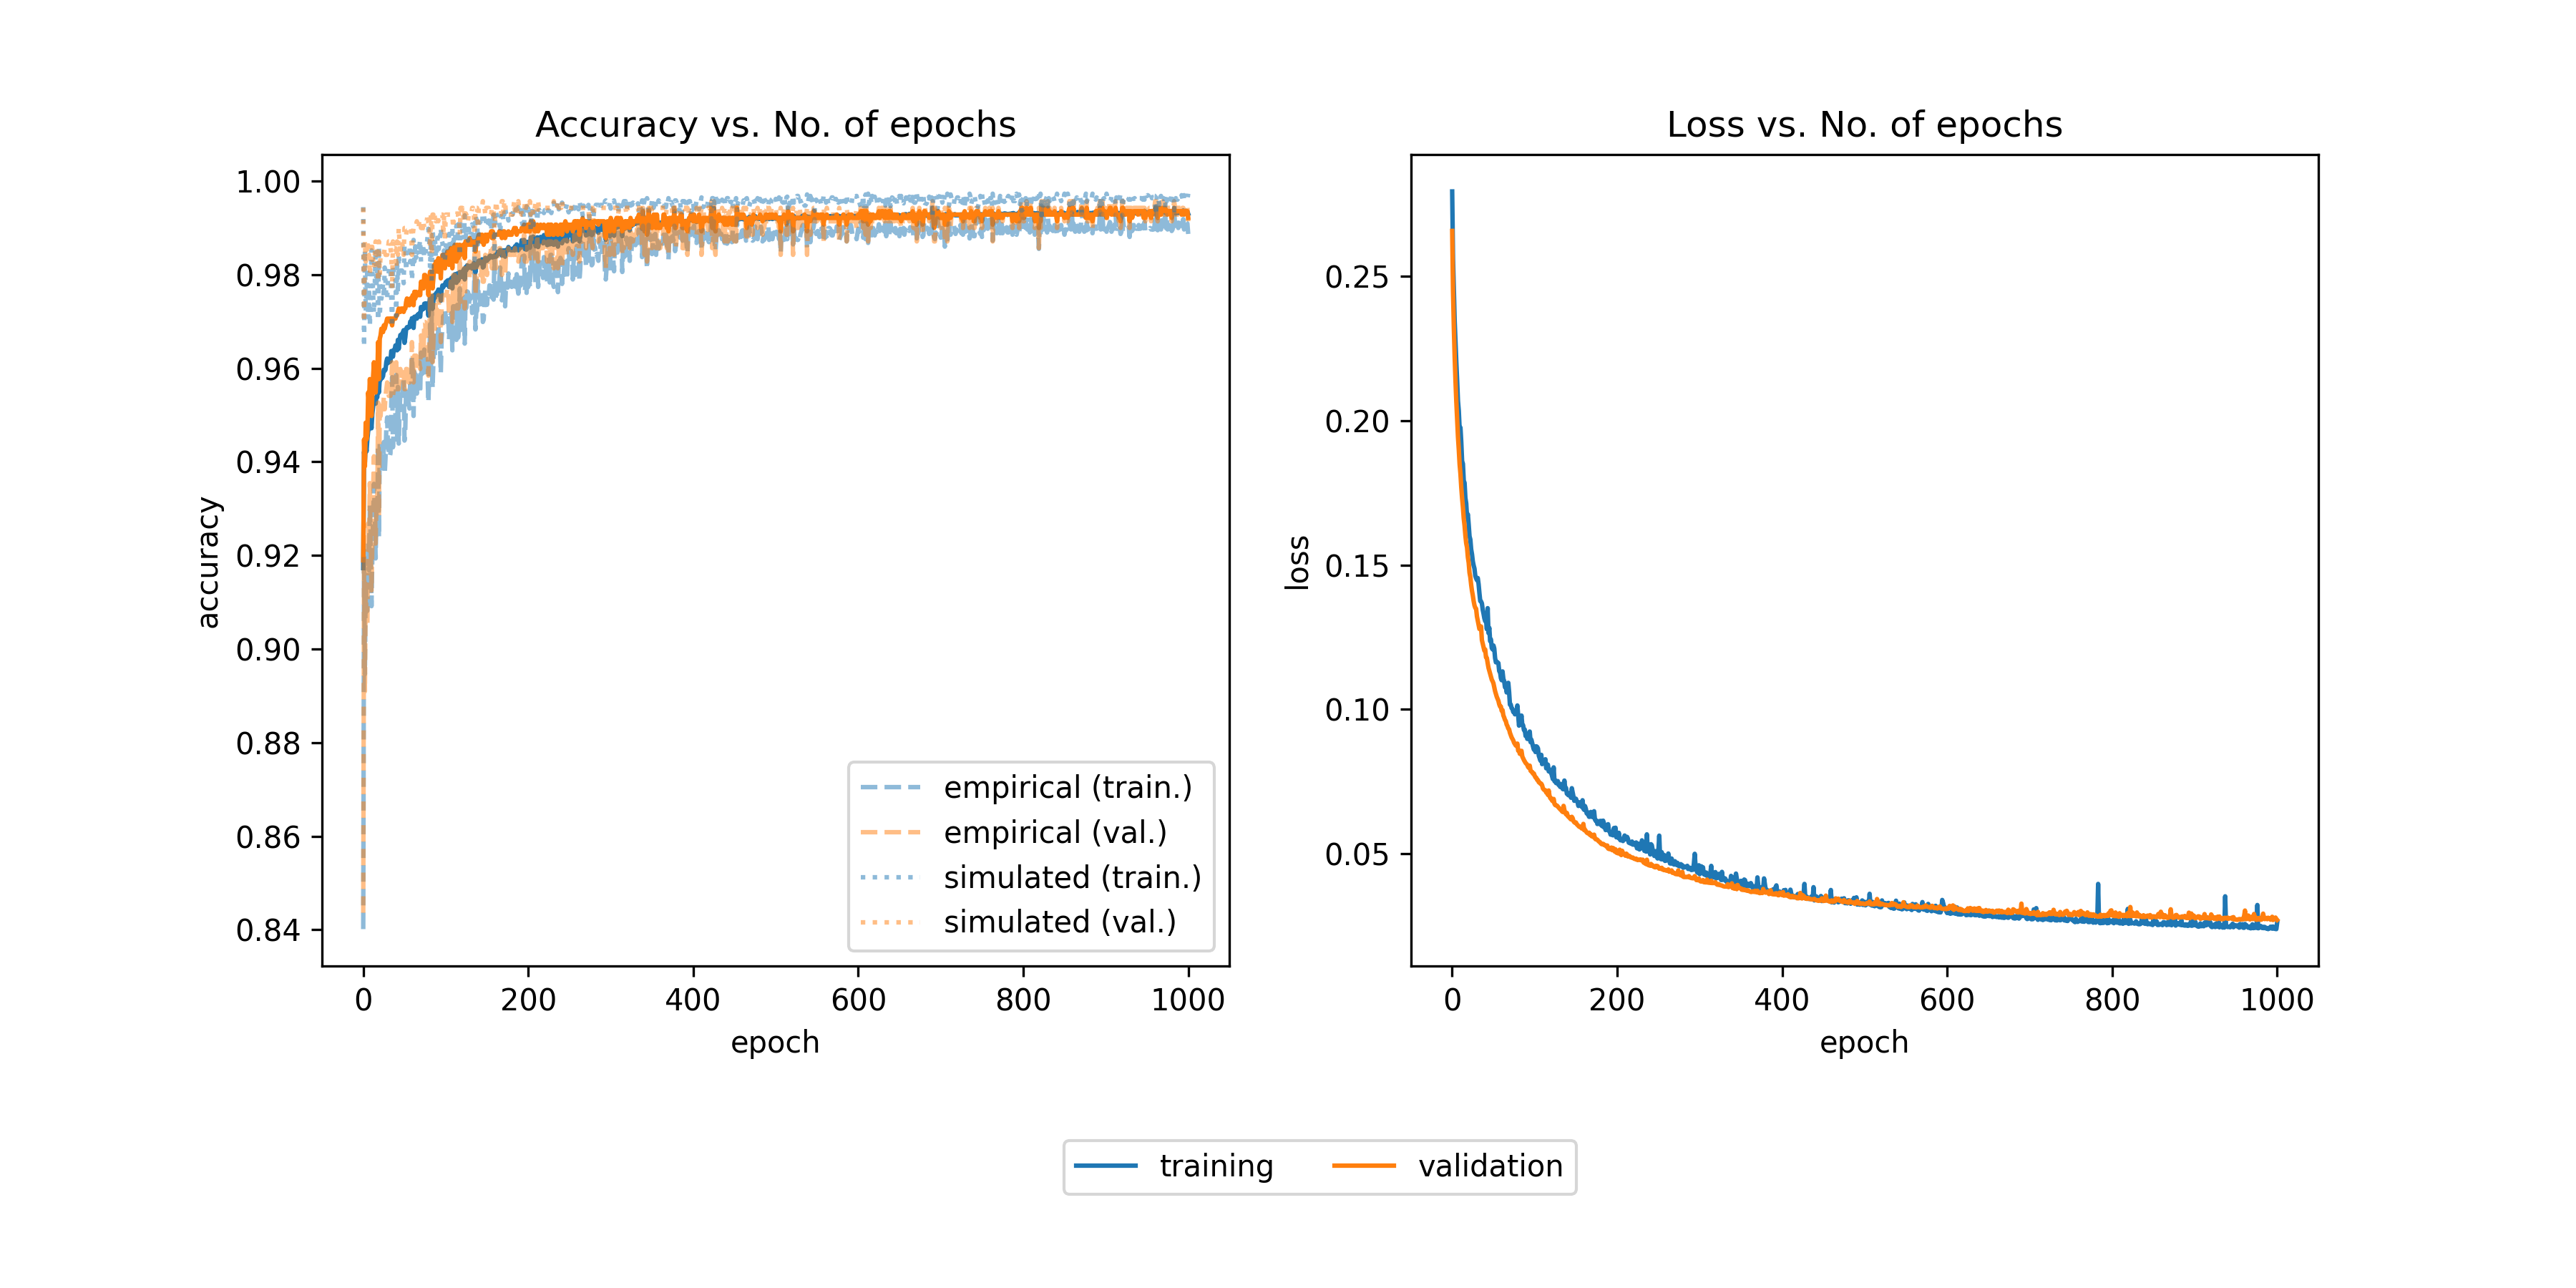 Accuracy vs. No. of epochs
1.00
0.98
0.96
0.94
0.92
0.90
0.88
0.86
0.84
accuracy
0 200 400 600 800 1000
epoch
empirical (train.)
empirical (val.)
simulated (train.)
simulated (val.)
Loss vs. No. of epochs
0.25
0.20
0.15
0.10
0.05
loss
0 200 400 600 800 1000
epoch
training validation